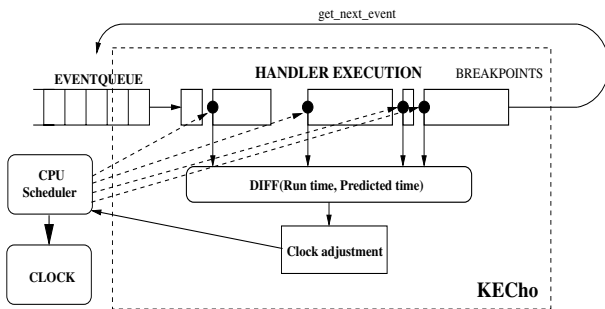 get_next_event
EVENTQUEUE
HANDLER EXECUTION
BREAKPOINTS
CPU
Scheduler
DIFF(Run time, Predicted time)
Clock adjustment
CLOCK
KECho